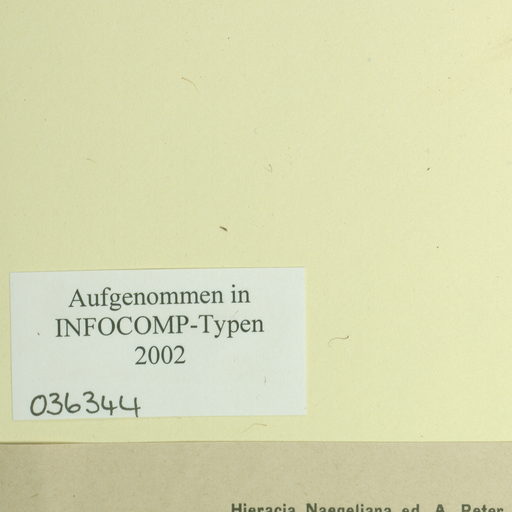 Aufgenommen in
INFOCOMP-Typen
2002
036344
Hieracia Naegeliana ed. A. Peter